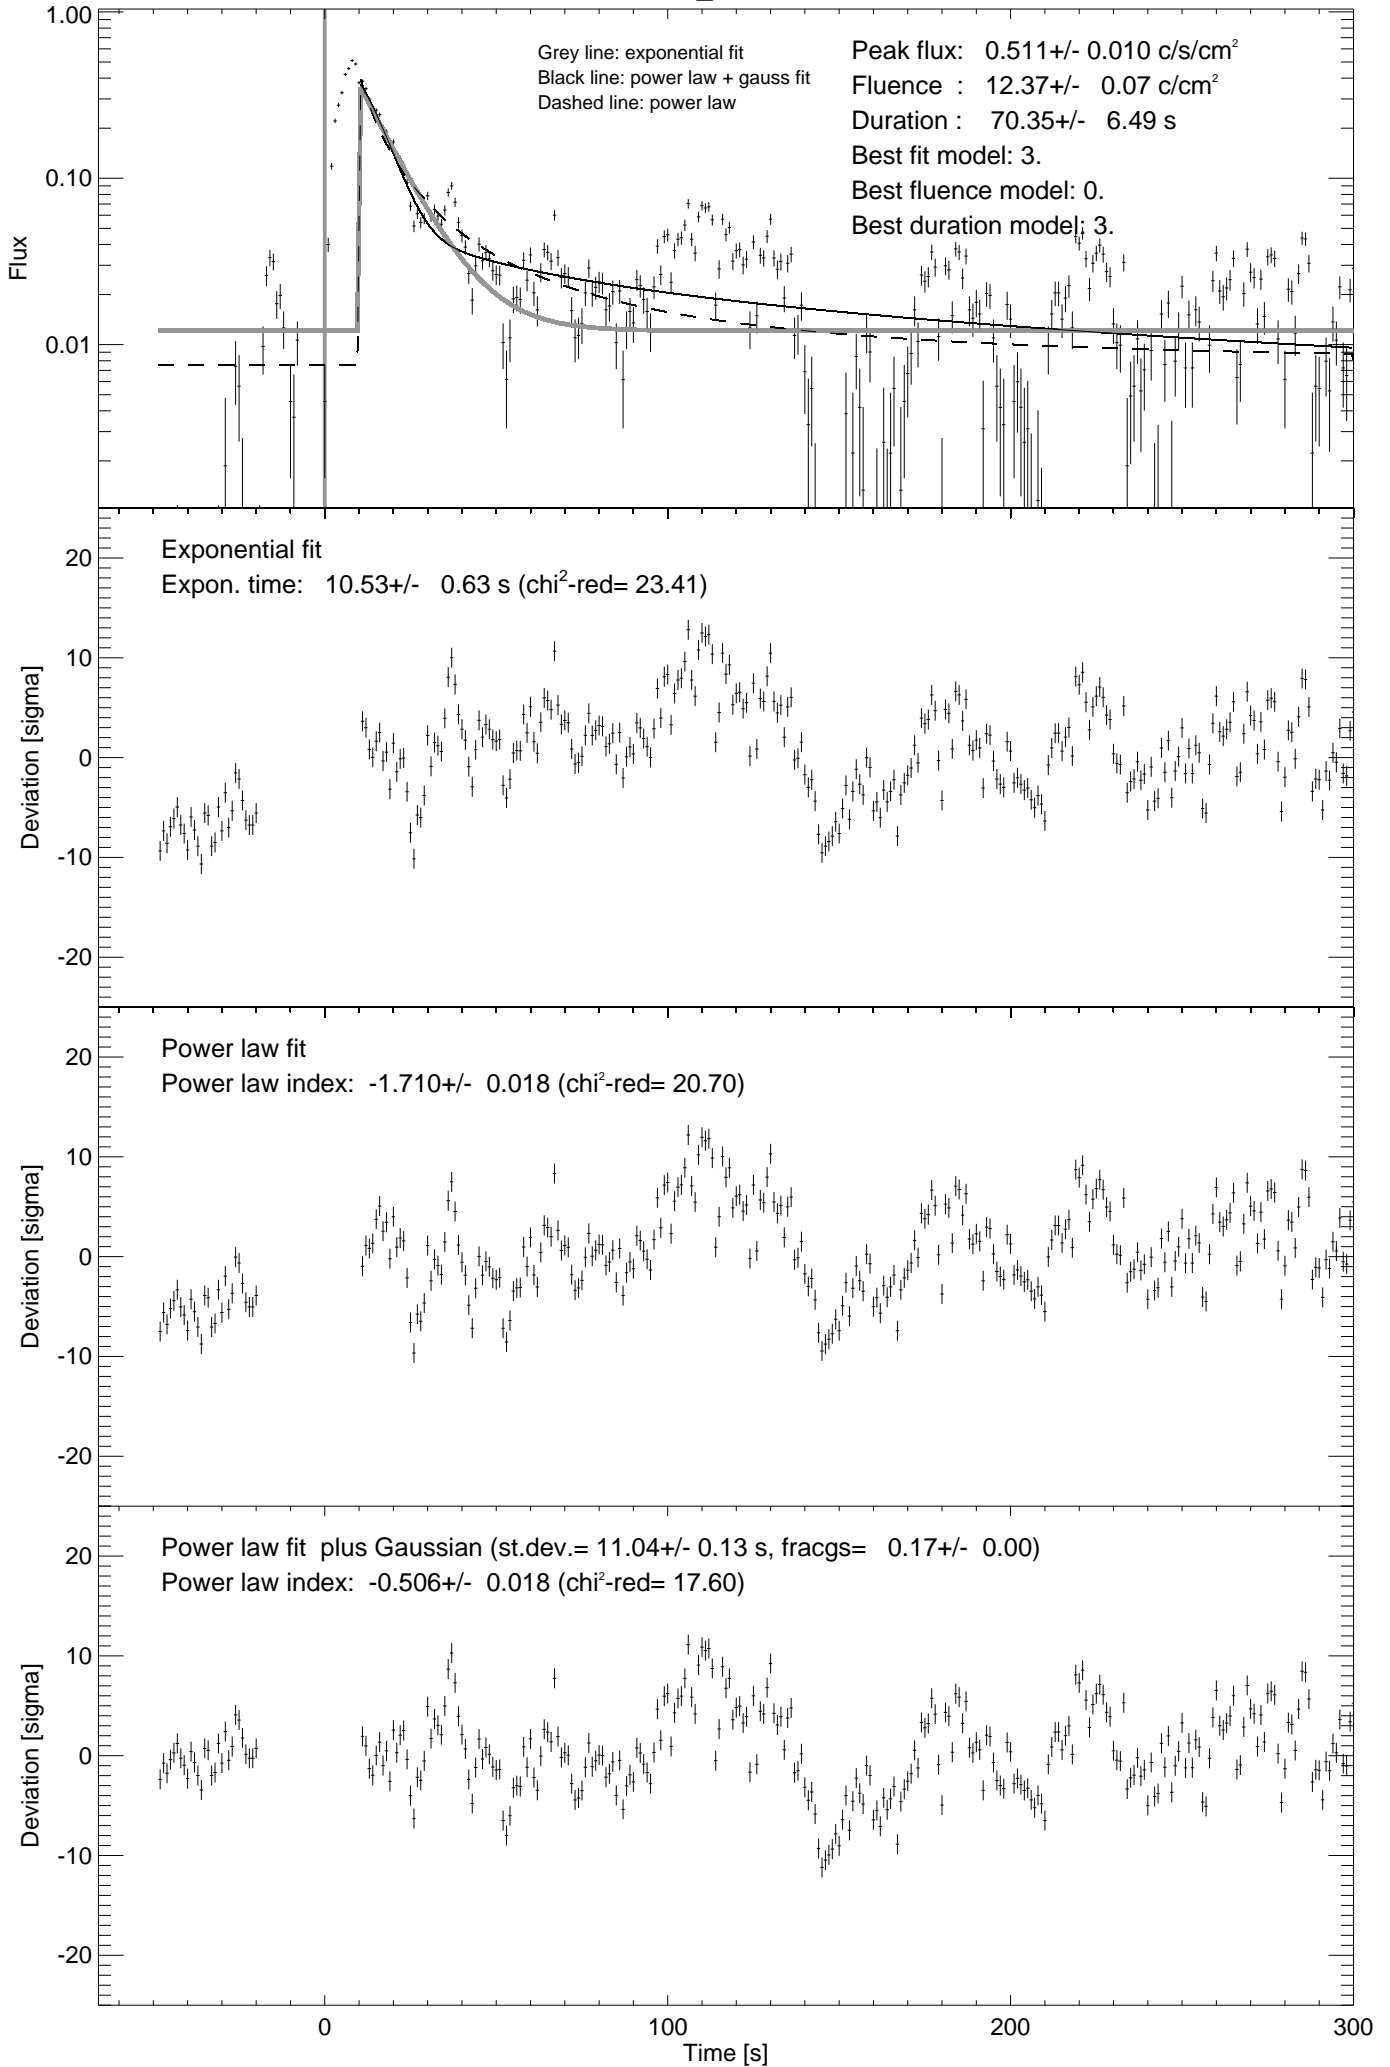 1.00
0.10
0.01
Flux
Grey line: exponential fit
Black line: power law + gauss fit
Dashed line: power law
Peak flux: 0.511+/- 0.010 c/s/cm²
Fluence : 12.37+/- 0.07 c/cm²
Duration : 70.35+/- 6.49 s
Best fit model: 3.
Best fluence model: 0.
Best duration model: 3.
Exponential fit
Expon. time: 10.53+/- 0.63 s (chi²-red= 23.41)
20
10
0
-10
-20
Deviation [sigma]
Power law fit
Power law index: -1.710+/- 0.018 (chi²-red= 20.70)
20
10
0
-10
-20
Deviation [sigma]
Power law fit plus Gaussian (st.dev.= 11.04+/- 0.13 s, fracgs= 0.17+/- 0.00)
Power law index: -0.506+/- 0.018 (chi²-red= 17.60)
20
10
0
-10
-20
Deviation [sigma]
0 100 200 300
Time [s]